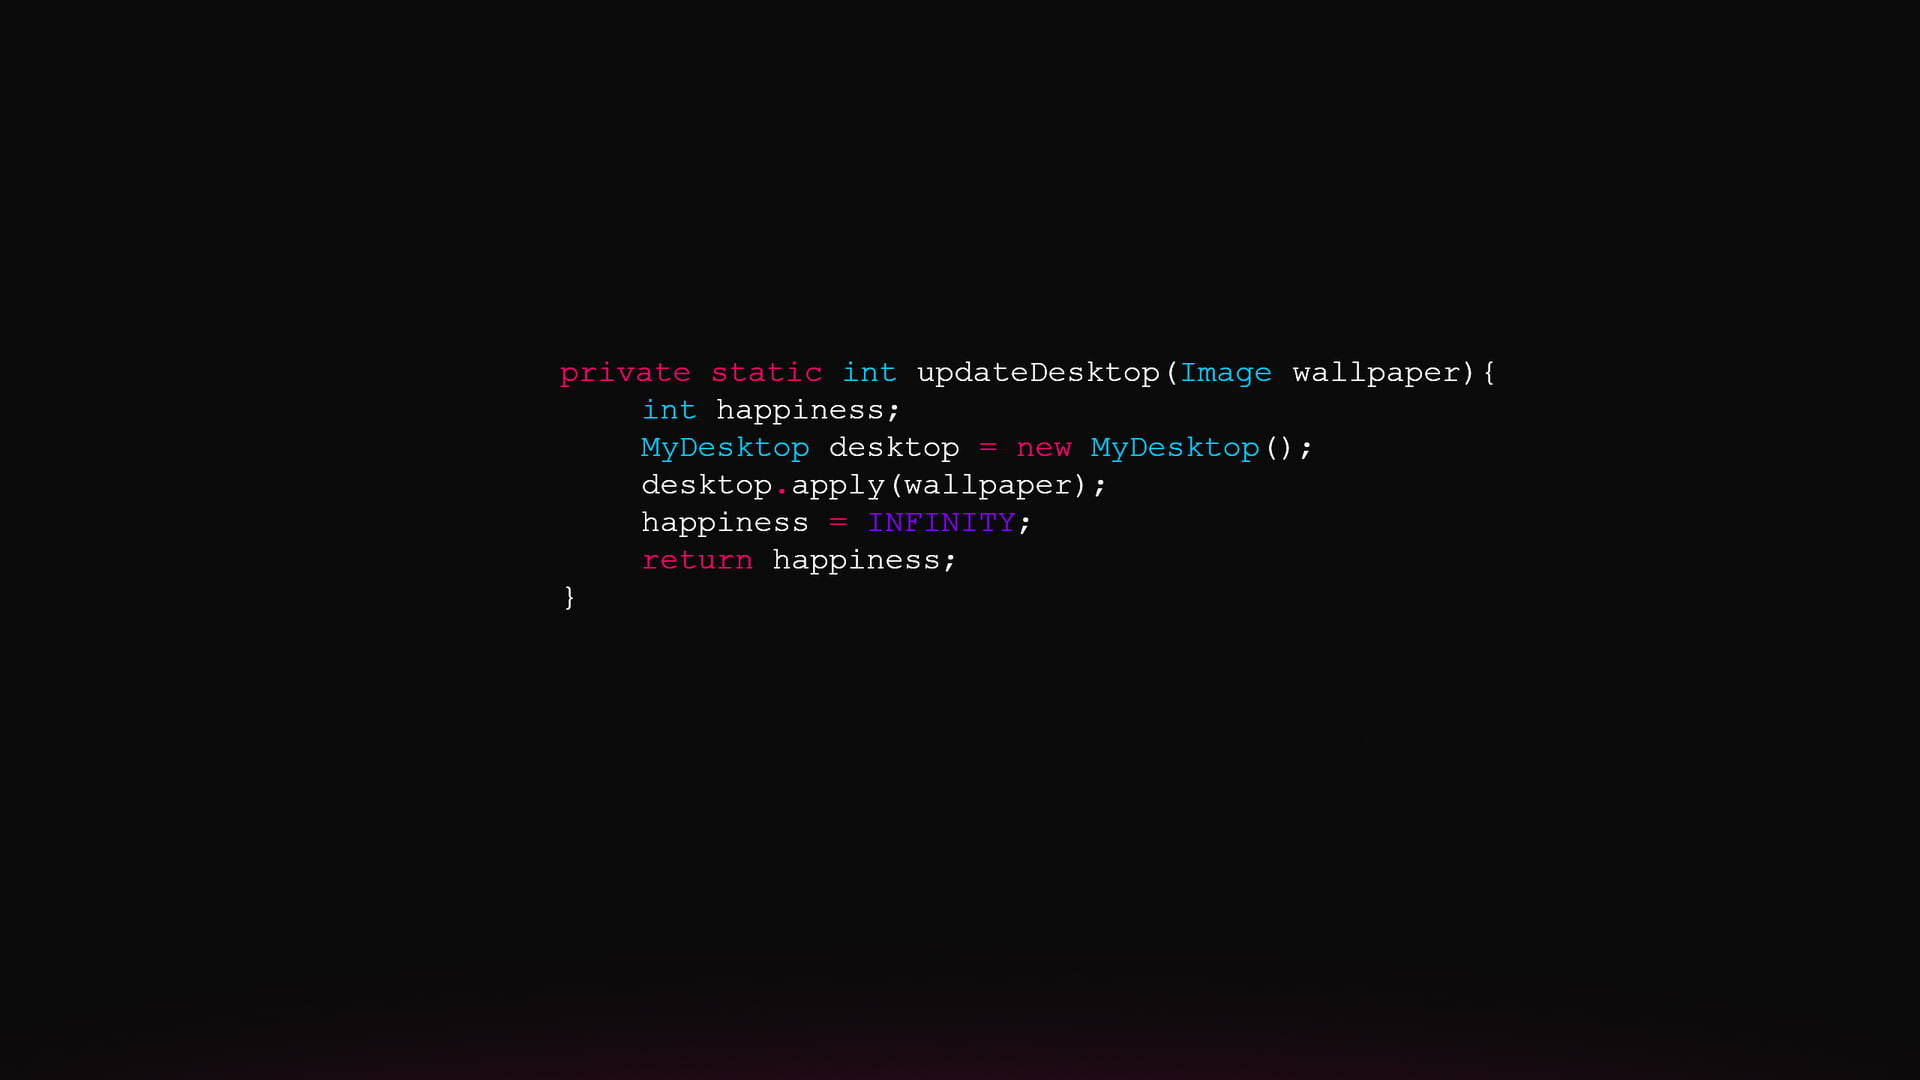 private static int updateDesktop(Image wallpaper){
int happiness;
MyDesktop desktop = new MyDesktop();
desktop.apply(wallpaper);
happiness = INFINITY;
return happiness;
}